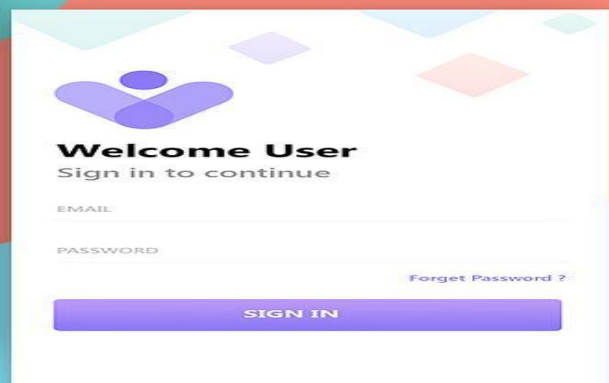 Welcome User
Sign in to continue
EMAIL
PASSWORD
Forget Password ?
SIGN IN